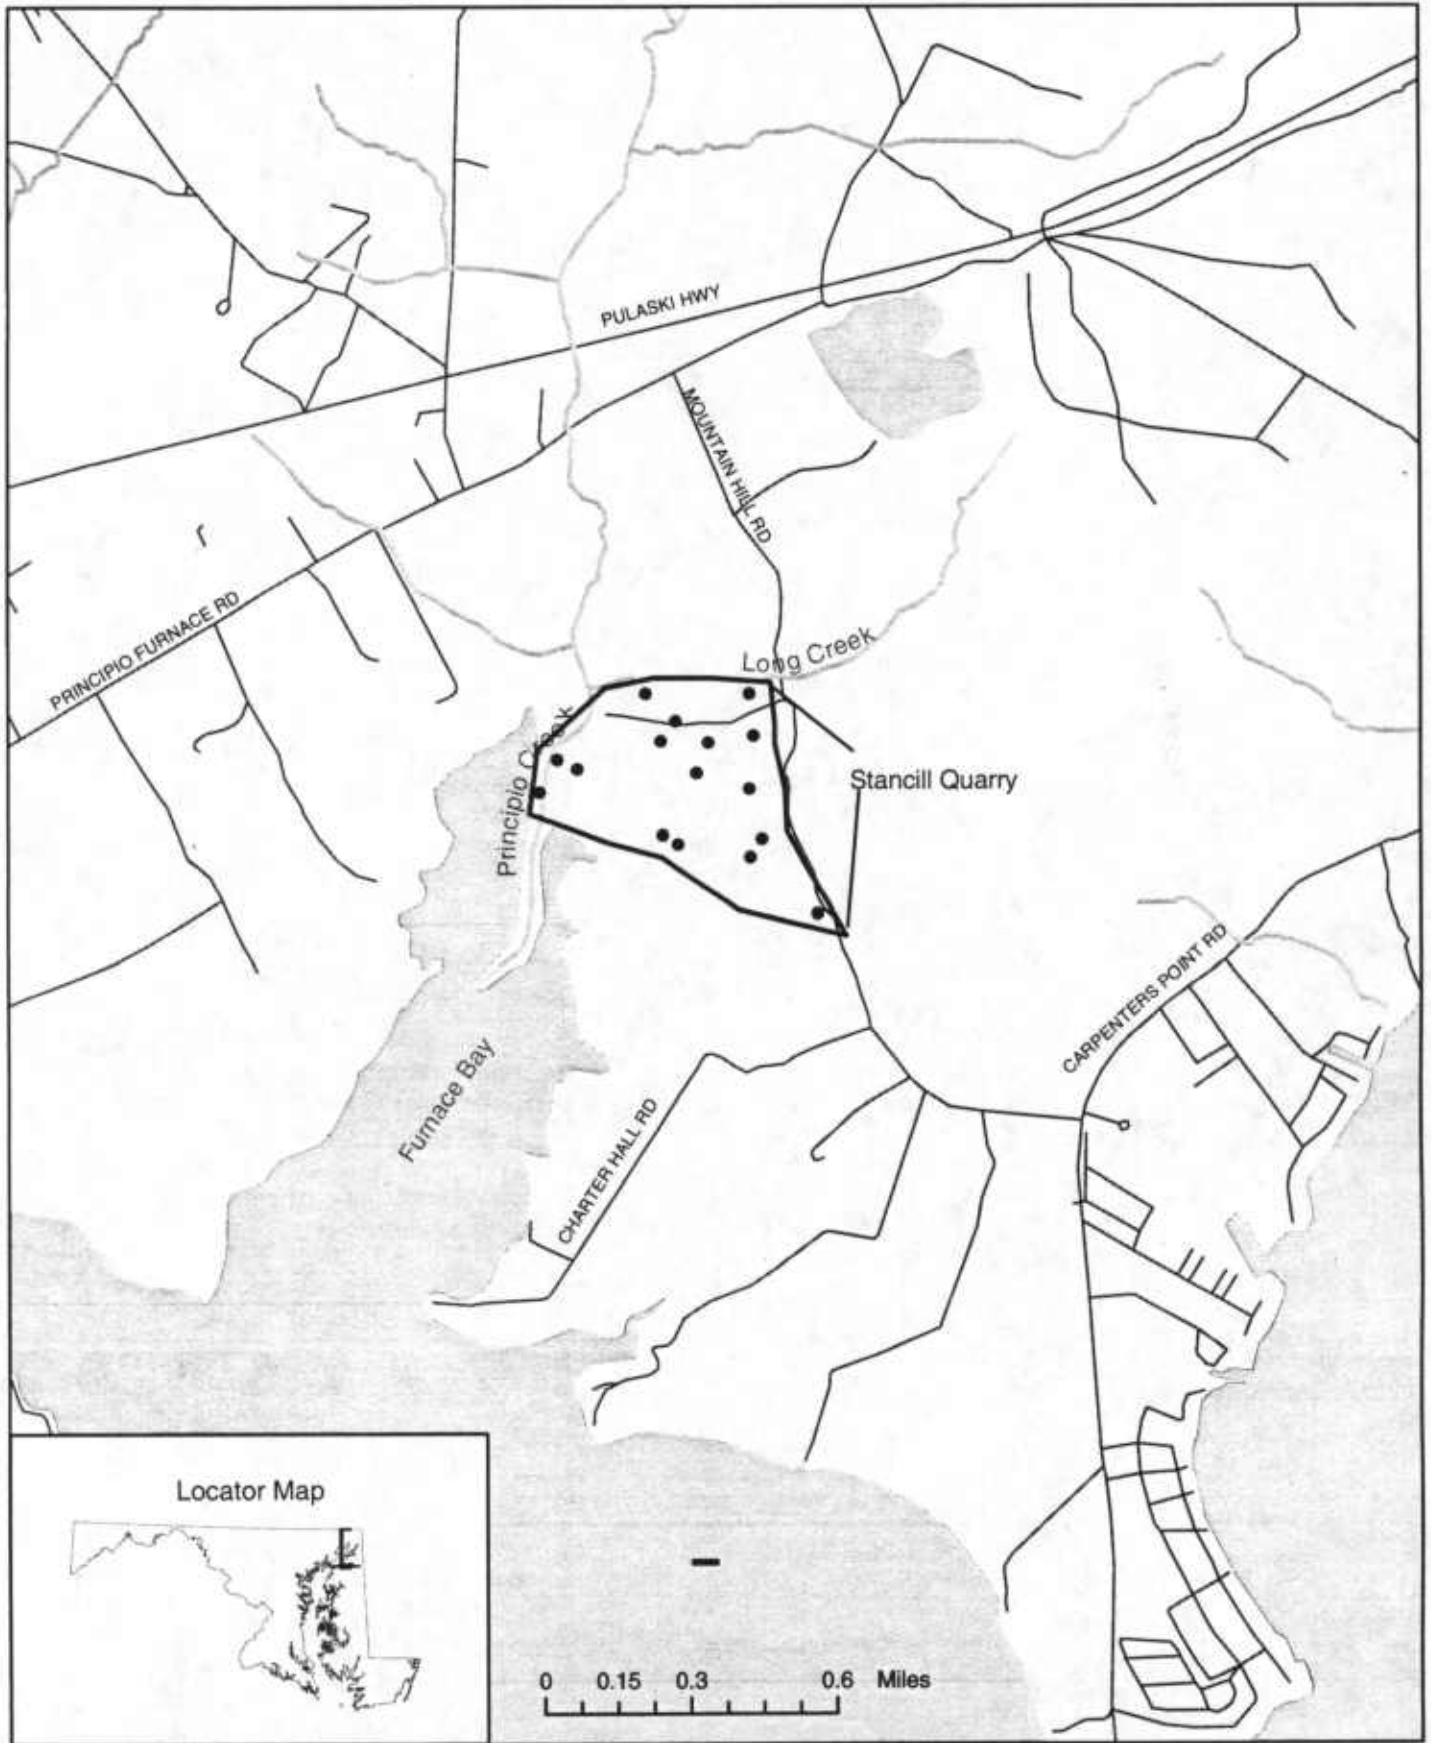 PULASKI HWY
MOUNTAIN HILL RD
PRINCIPIO FURNACE RD
Long Creek
Principio Creek
Stancill Quarry
CARPENTERS POINT RD
Furnace Bay
CHARTER HALL RD
Locator Map
0 0.15 0.3 0.6 Miles